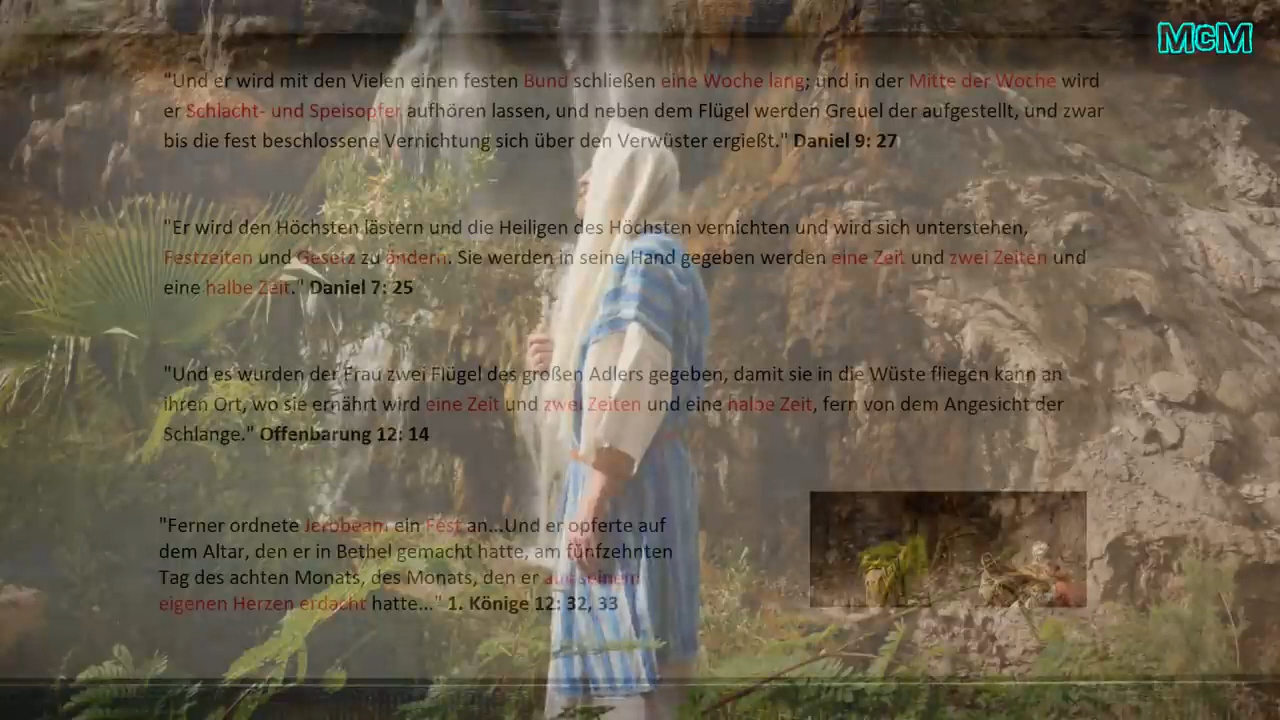 McM
"Und er wird mit den Vielen einen festen Bund schließen eine Woche lang; und in der Mitte der Woche wird
er Schlacht- und Speisopfer aufhören lassen, und neben dem Flügel werden Greuel der aufgestellt, und zwar
bis die fest beschlossene Vernichtung sich über den Verwüster ergießt." Daniel 9: 27
"Er wird den Höchsten lästern und die Heiligen des Höchsten vernichten und wird sich unterstehen,
Festzeiten und Gesetz zu ändern. Sie werden in seine Hand gegeben werden eine Zeit und zwei Zeiten und
eine halbe Zeit." Daniel 7: 25
"Und es wurden der Frau zwei Flügel des großen Adlers gegeben, damit sie in die Wüste fliegen kann an
ihren Ort, wo sie ernährt wird eine Zeit und zwei Zeiten und eine halbe Zeit, fern von dem Angesicht der
Schlange." Offenbarung 12: 14
"Ferner ordnete Jerobeam ein Fest an...Und er opferte auf
dem Altar, den er in Bethel gemacht hatte, am fünfzehnten
Tag des achten Monats, des Monats, den er aus seinem
eigenen Herzen erdacht hatte..." 1. Könige 12: 32, 33